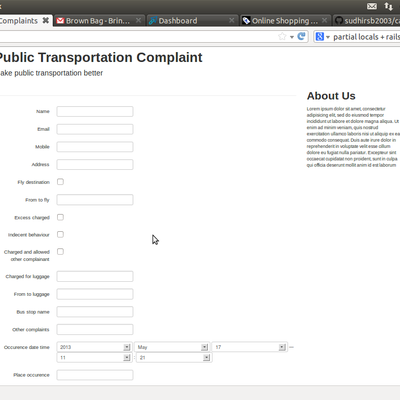 Complaints
Brown Bag - Brin...
Dashboard
Online Shopping ...
sudhirsb2003/ca
partial locals + rails
Public Transportation Complaint
ake public transportation better
About Us
Lorem ipsum dolor sit amet, consectetur
adipisicing elit, sed do eiusmod tempor
incididunt ut labore et dolore magna aliqua. Ut
enim ad minim veniam, quis nostrud
exercitation ullamco laboris nisi ut aliquip ex ea
commodo consequat. Duis aute irure dolor in
reprehenderit in voluptate velit esse cillum
dolore eu fugiat nulla pariatur. Excepteur sint
occaecat cupidatat non proident, sunt in culpa
qui officia deserunt mollit anim id est laborum
Name
Email
Mobile
Address
Fly destination
From to fly
Excess charged
Indecent behaviour
Charged and allowed
other complainant
Charged for luggage
From to luggage
Bus stop name
Other complaints
Occurence date time 2013 May 17 —
11 : 21
Place occurence